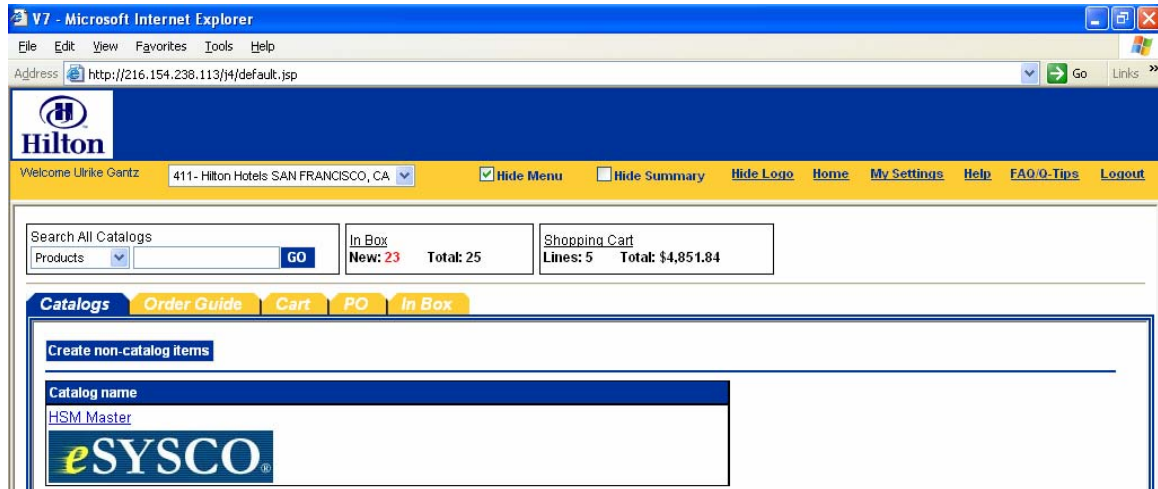 V7 - Microsoft Internet Explorer
File Edit View Favorites Tools Help
Address http://216.154.238.113/j4/default.jsp Go Links »
Hilton
Welcome Ulrike Gantz 411- Hilton Hotels SAN FRANCISCO, CA Hide Menu Hide Summary Hide Logo Home My Settings Help FAQ/Q-Tips Logout
Search All Catalogs In Box Shopping Cart
Products GO New: 23 Total: 25 Lines: 5 Total: $4,851.84
Catalogs Order Guide Cart PO In Box
Create non-catalog items
Catalog name
HSM Master
eSYSCO®